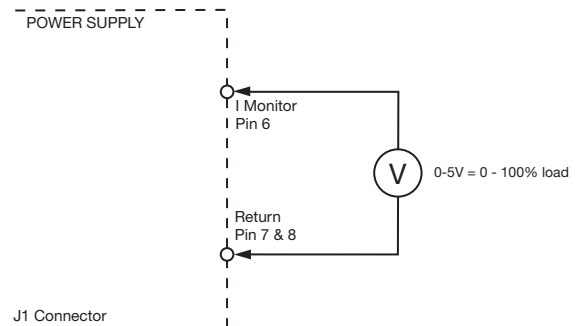 POWER SUPPLY
I Monitor
Pin 6
V
0-5V = 0 - 100% load
Return
Pin 7 & 8
J1 Connector